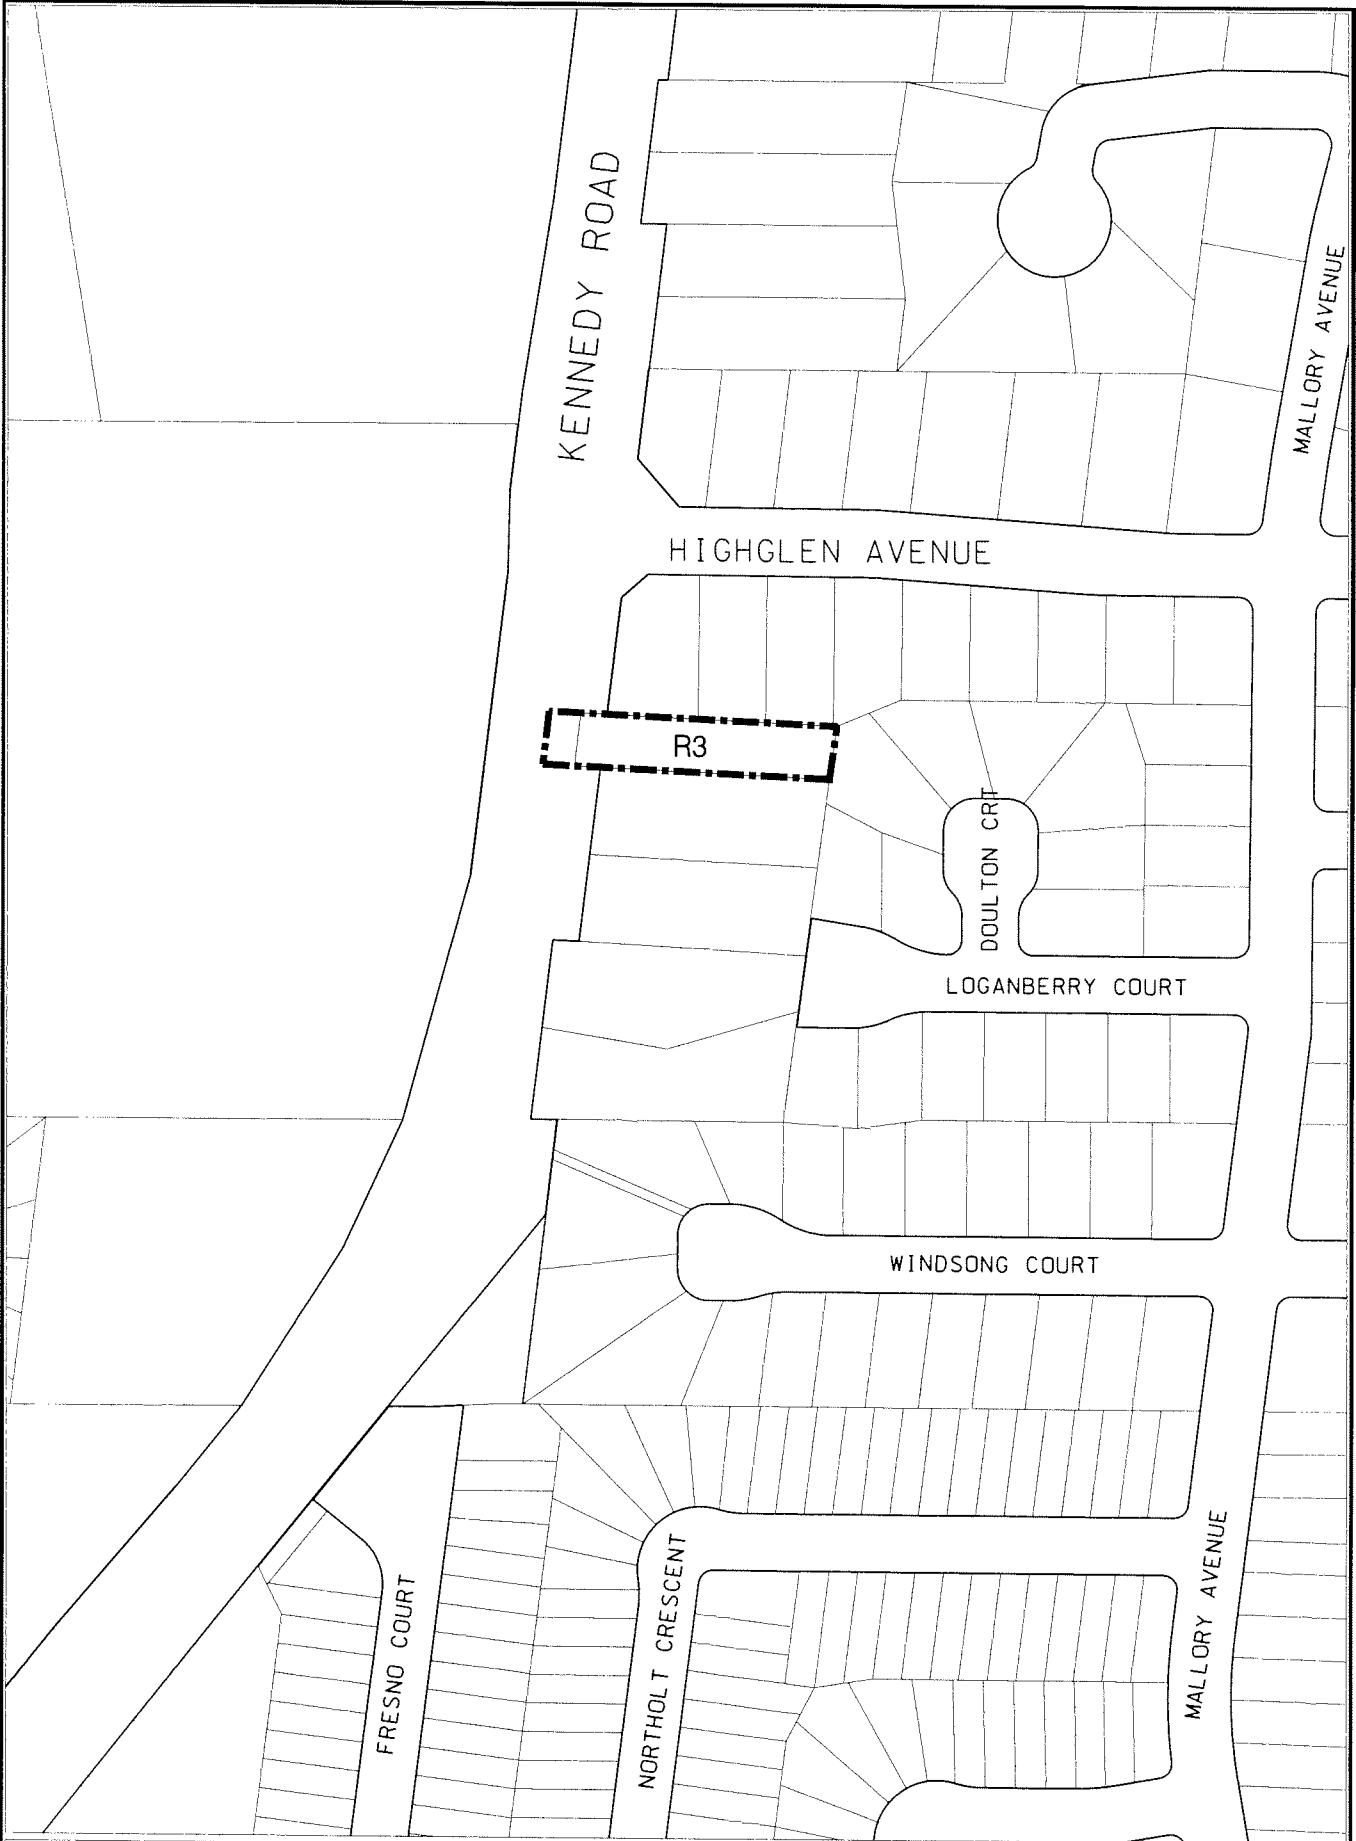 KENNEDY ROAD
MALLORY AVENUE
HIGHGLEN AVENUE
R3
DOULTON CRT
LOGANBERRY COURT
WINDSONG COURT
FRESNO COURT
NORTHOLT CRESCENT
MALLORY AVENUE